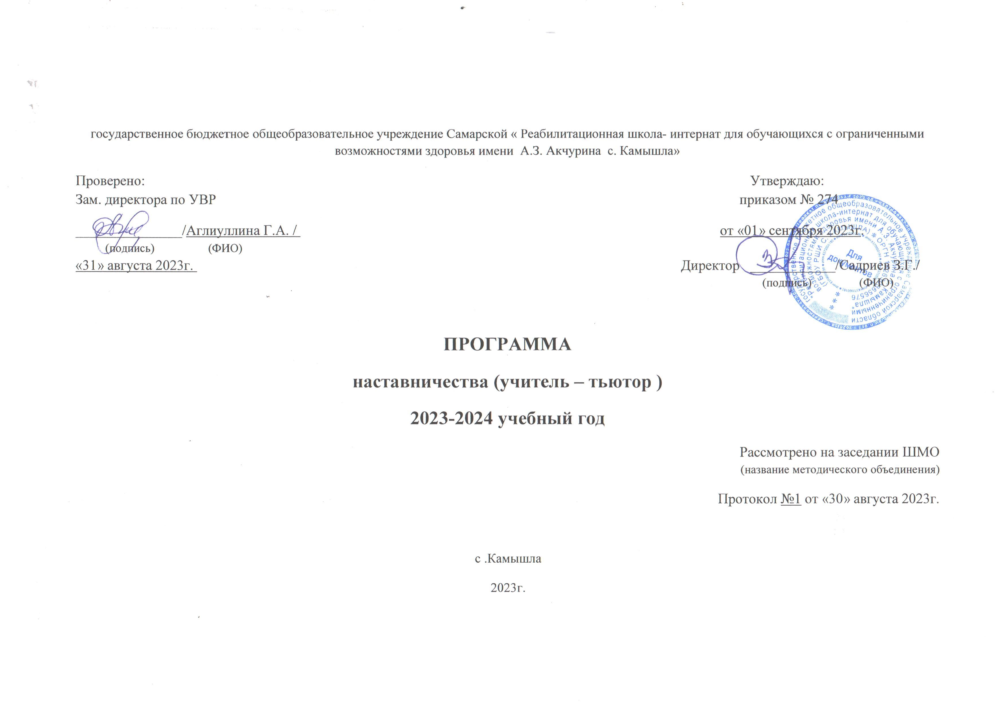 государственное бюджетное общеобразовательное учреждение Самарской « Реабилитационная школа- интернат для обучающихся с ограниченными
возможностями здоровья имени А.З. Акчурина с. Камышла»
Проверено:
Зам. директора по УВР
/Аглиуллина Г.А. /
(подпись) (ФИО)
«31» августа 2023г.
Утверждаю:
приказом № 274
от «01» сентября 2023г.
Директор /Садриев З.Г./
(подпись) (ФИО)
Для
документов
ПРОГРАММА
наставничества (учитель – тьютор )
2023-2024 учебный год
Рассмотрено на заседании ШМО
(название методического объединения)
Протокол №1 от «30» августа 2023г.
с .Камышла
2023г.